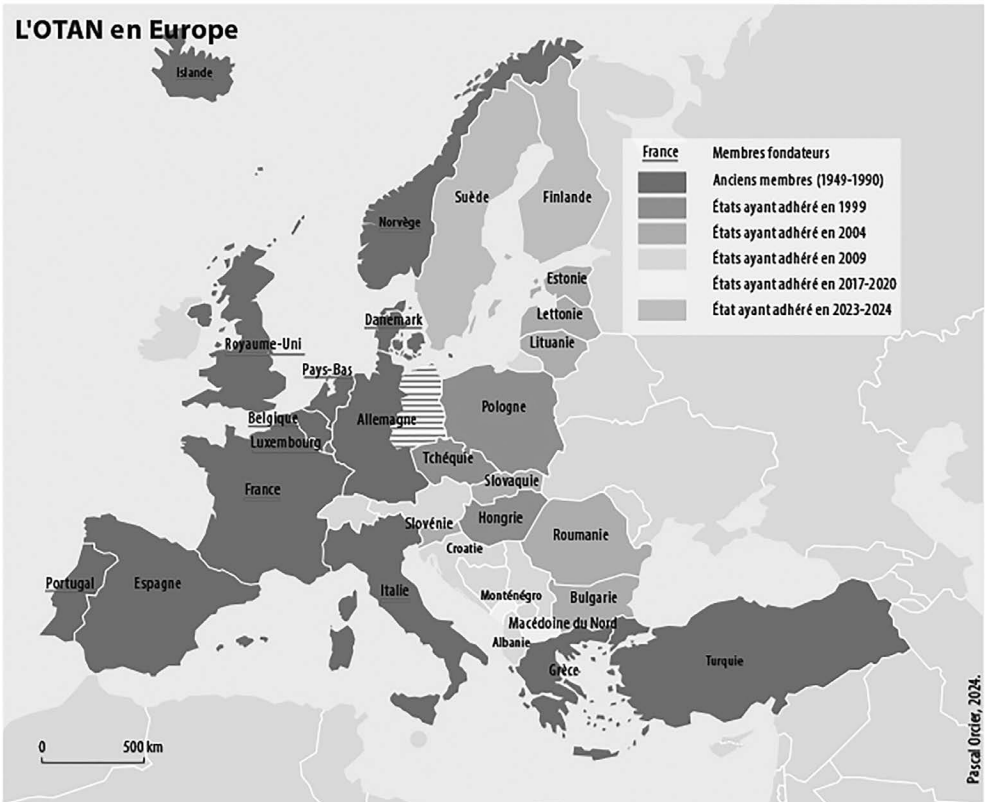 L'OTAN en Europe
Islande
France Membres fondateurs
Anciens membres (1949-1990)
États ayant adhéré en 1999
États ayant adhéré en 2004
États ayant adhéré en 2009
États ayant adhéré en 2017-2020
État ayant adhéré en 2023-2024
Suède
Finlande
Norvège
Estonie
Lettonie
Lituanie
Danemark
Royaume-Uni
Pays-Bas
Pologne
Belgique
Allemagne
Luxembourg
Tchéquie
Slovaquie
France
Slovénie
Hongrie
Roumanie
Croatie
Portugal
Espagne
Italie
Monténégro
Bulgarie
Macédoine du Nord
Albanie
Grèce
Turquie
0 500 km
Pascal Orcier, 2024.